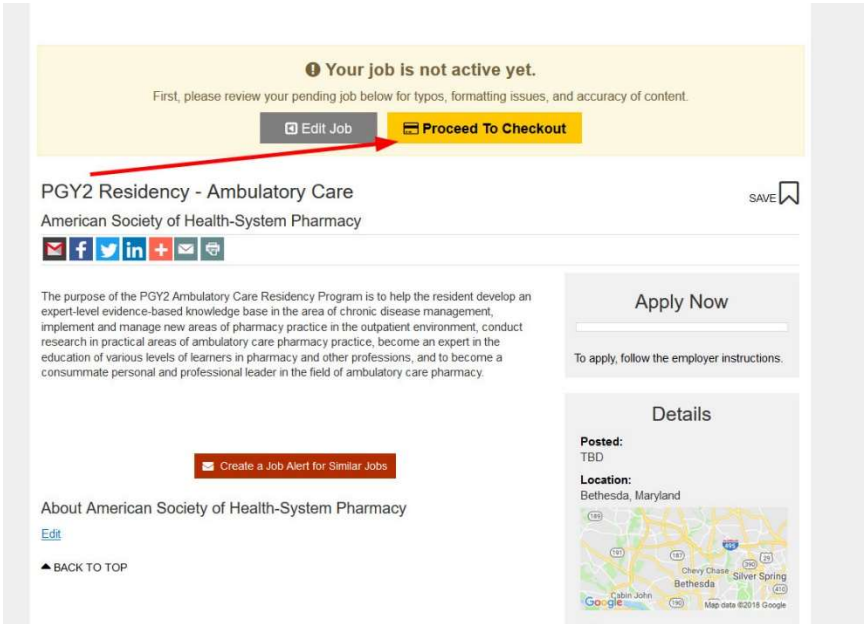 Your job is not active yet.
First, please review your pending job below for typos, formatting issues, and accuracy of content.
Edit Job
Proceed To Checkout
PGY2 Residency - Ambulatory Care
SAVE
American Society of Health-System Pharmacy
The purpose of the PGY2 Ambulatory Care Residency Program is to help the resident develop an
expert-level evidence-based knowledge base in the area of chronic disease management,
implement and manage new areas of pharmacy practice in the outpatient environment, conduct
research in practical areas of ambulatory care pharmacy practice, become an expert in the
education of various levels of learners in pharmacy and other professions, and to become a
consummate personal and professional leader in the field of ambulatory care pharmacy.
Create a Job Alert for Similar Jobs
About American Society of Health-System Pharmacy
Edit
BACK TO TOP
Apply Now
To apply, follow the employer instructions.
Details
Posted:
TBD
Location:
Bethesda, Maryland
189
495
191
187
29
390
Chevy Chase
Silver Spring
Bethesda
410
Cabin John
190
Google
Map data ©2018 Google